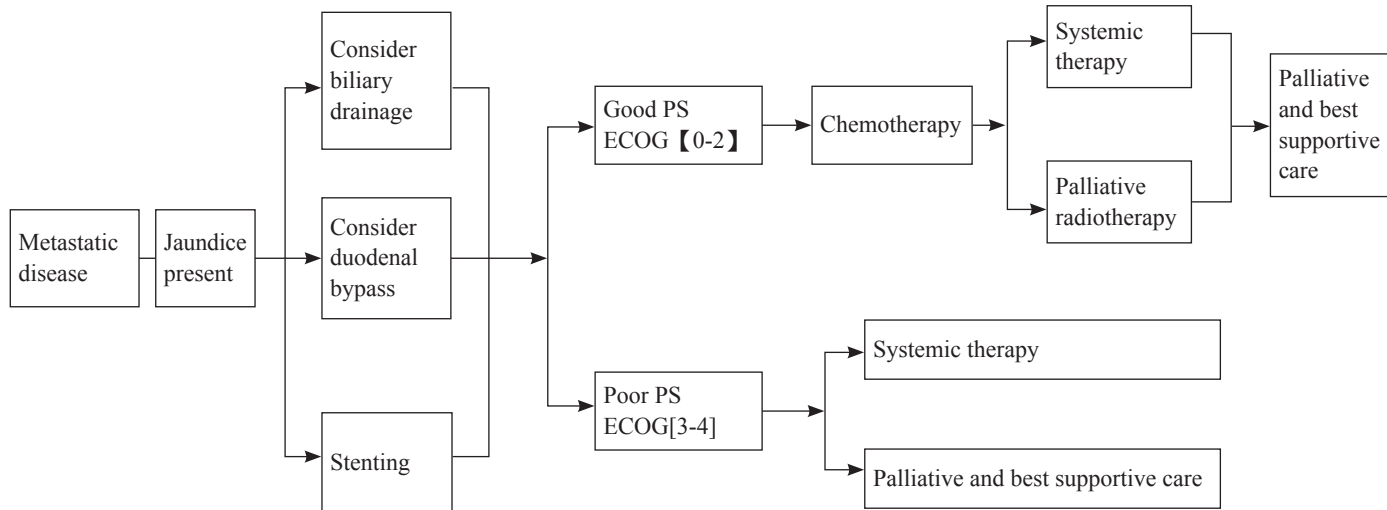 Metastatic
disease
Jaundice
present
Consider
biliary
drainage
Consider
duodenal
bypass
Stenting
Good PS
ECOG【0-2】
Chemotherapy
Systemic
therapy
Palliative
radiotherapy
Palliative
and best
supportive
care
Poor PS
ECOG[3-4]
Systemic therapy
Palliative and best supportive care